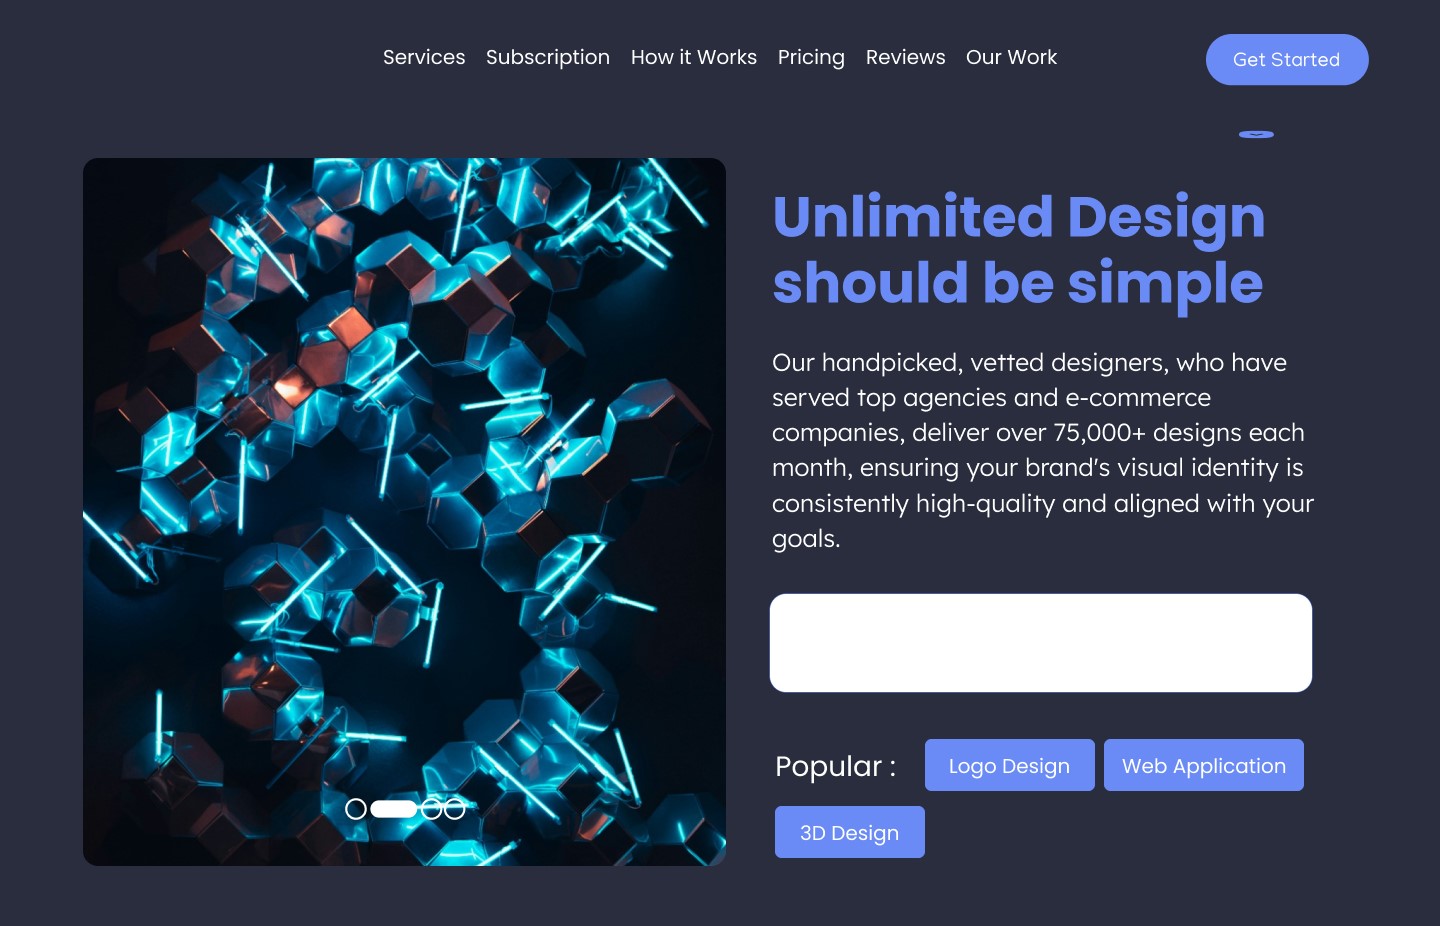 Services Subscription How it Works Pricing Reviews Our Work Get Started
Unlimited Design
should be simple
Our handpicked, vetted designers, who have
served top agencies and e-commerce
companies, deliver over 75,000+ designs each
month, ensuring your brand's visual identity is
consistently high-quality and aligned with your
goals.
Popular : Logo Design Web Application
3D Design